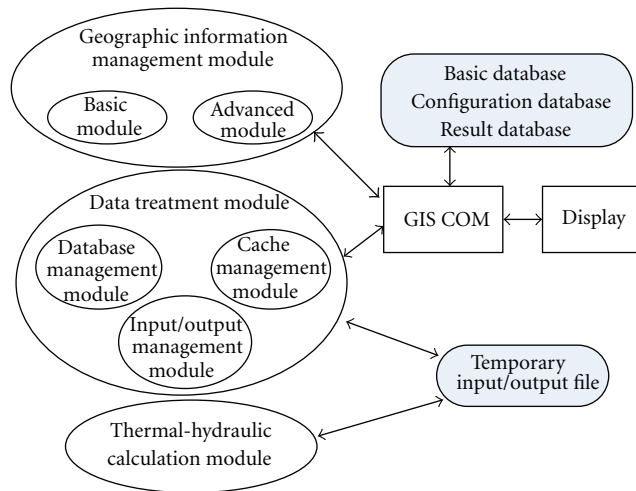 Geographic information
management module
Basic
module
Advanced
module
Basic database
Configuration database
Result database
Data treatment module
Database
management
module
Cache
management
module
Input/output
management
module
GIS COM
Display
Temporary
input/output file
Thermal-hydraulic
calculation module